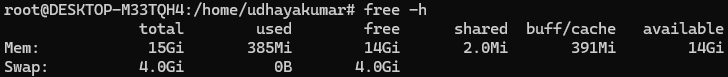 root@DESKTOP-M33TQH4:/home/udhayakumar# free -h
               total        used        free      shared  buff/cache   available
Mem:            15Gi       385Mi        14Gi       2.0Mi       391Mi        14Gi
Swap:          4.0Gi          0B       4.0Gi